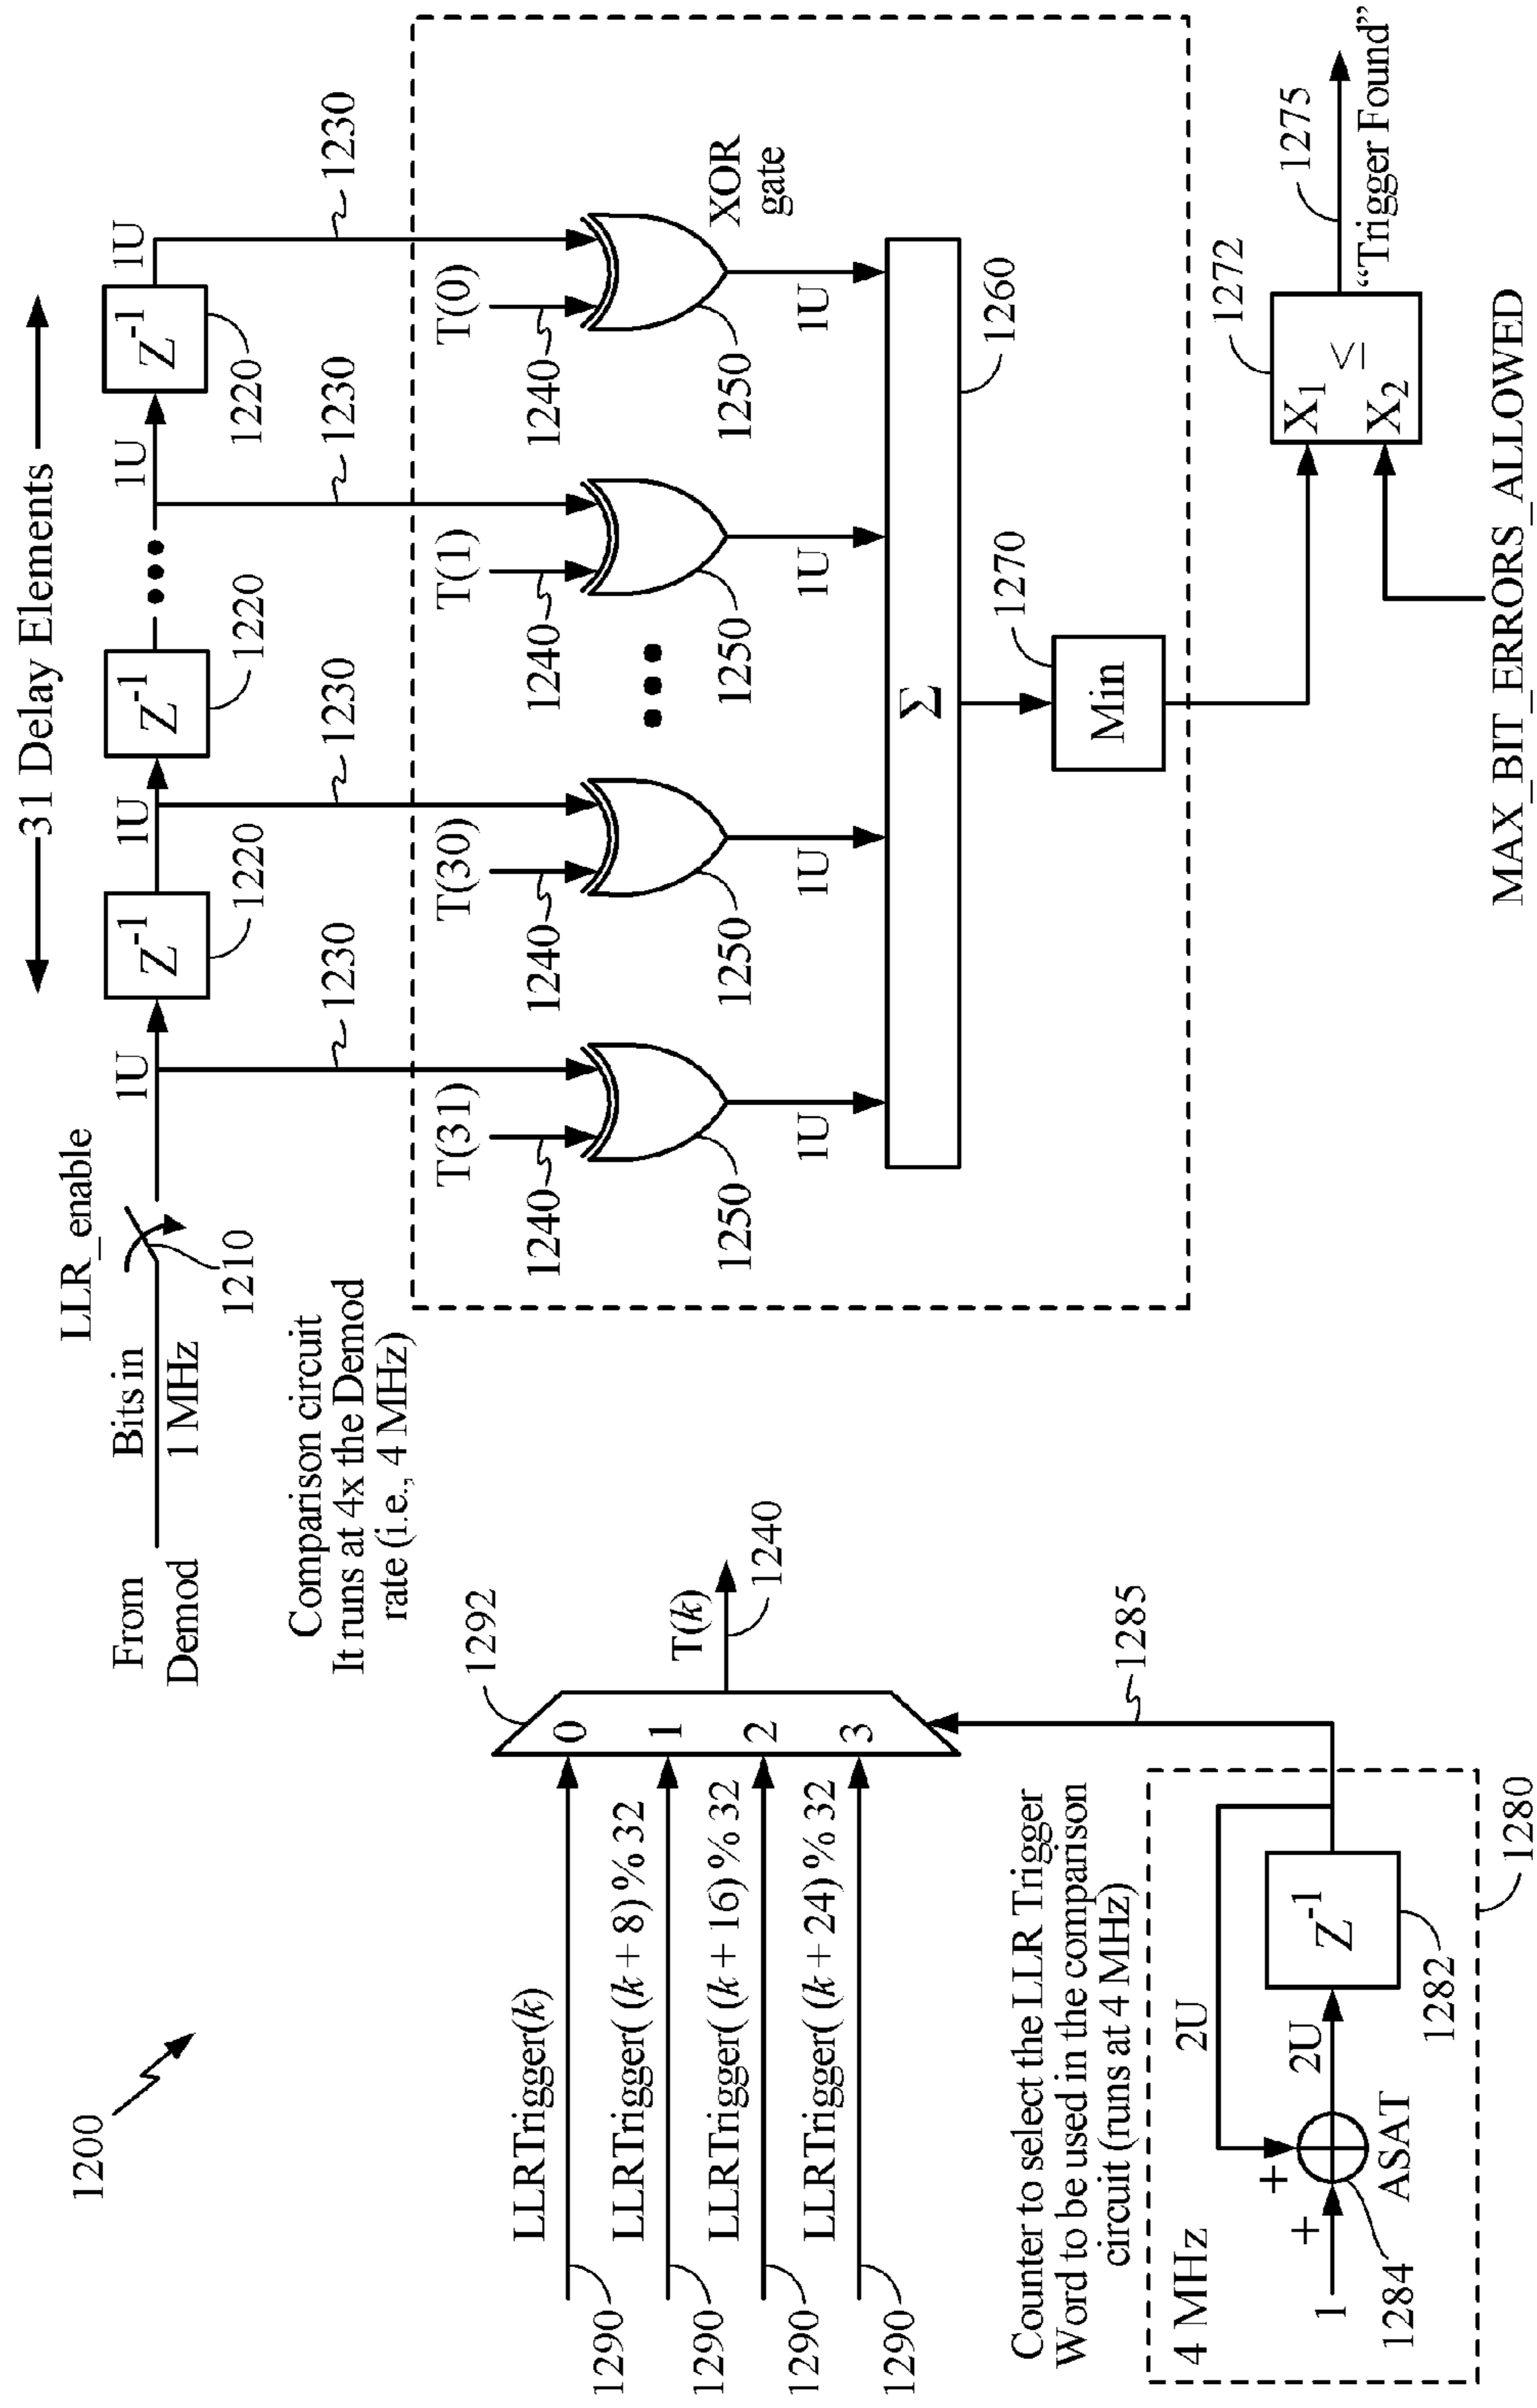 1200
31 Delay Elements
From
Demod
Bits in
1 MHz
LLR_enable
1210
1U
Z-1
1220
1U
Z-1
1220
1U
Z-1
1220
1U
1230
1230
1230
1230
Comparison circuit
It runs at 4x the Demod
rate (i.e., 4 MHz)
T(31)
T(30)
T(1)
T(0)
1240
1240
1240
1240
XOR
gate
1250
1250
1250
1250
1U
1U
1U
1U
Σ
1260
Min
1270
X1
≤
X2
1272
1275
“Trigger Found”
MAX_BIT_ERRORS_ALLOWED
LLRTrigger(k)
LLRTrigger( (k + 8) % 32
LLRTrigger( (k + 16) % 32
LLRTrigger( (k + 24) % 32
1290
1290
1290
1290
0
1
2
3
1292
T(k)
1240
1285
Counter to select the LLR Trigger
Word to be used in the comparison
circuit (runs at 4 MHz)
4 MHz
2U
1
+
+
ASAT
1284
2U
Z-1
1282
1280